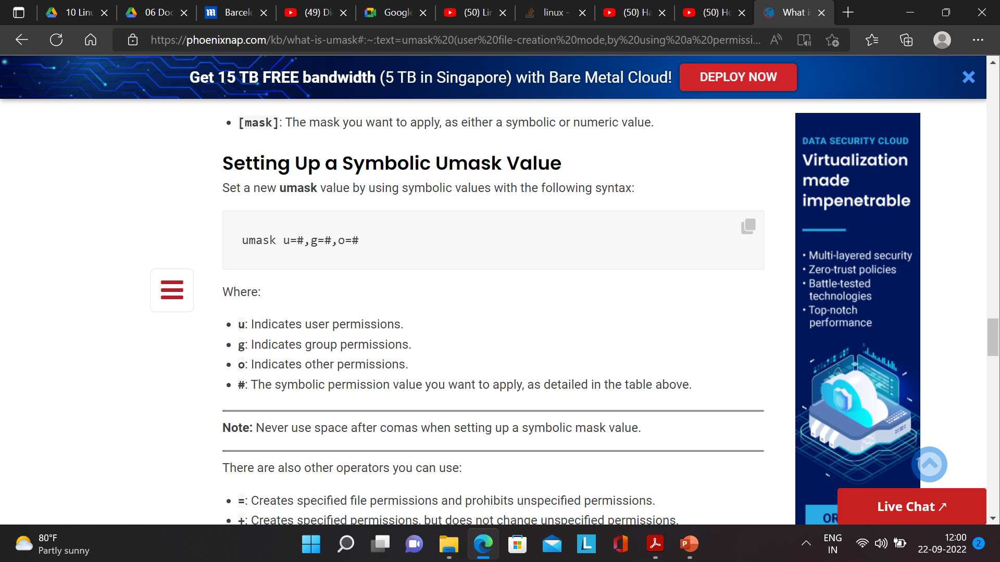 10 Linu
06 Doc
m
Barcelo
(49) Di
Google
(50) Lin
linux -
(50) Ha
(50) Ho
What is
https://phoenixnap.com/kb/what-is-umask#:~:text=umask%20(user%20file-creation%20mode,by%20using%20a%20permissi...
Get 15 TB FREE bandwidth (5 TB in Singapore) with Bare Metal Cloud!
DEPLOY NOW
• [mask]: The mask you want to apply, as either a symbolic or numeric value.
Setting Up a Symbolic Umask Value
Set a new umask value by using symbolic values with the following syntax:
umask u=#,g=#,o=#
Where:
• u: Indicates user permissions.
• g: Indicates group permissions.
• o: Indicates other permissions.
• #: The symbolic permission value you want to apply, as detailed in the table above.
Note: Never use space after comas when setting up a symbolic mask value.
There are also other operators you can use:
• =: Creates specified file permissions and prohibits unspecified permissions.
• +: Creates specified permissions, but does not change unspecified permissions.
DATA SECURITY CLOUD
Virtualization
made
impenetrable
• Multi-layered security
• Zero-trust policies
• Battle-tested
technologies
• Top-notch
performance
OR
Live Chat ↗
80°F
Partly sunny
L
P
ENG
IN
12:00
22-09-2022
2